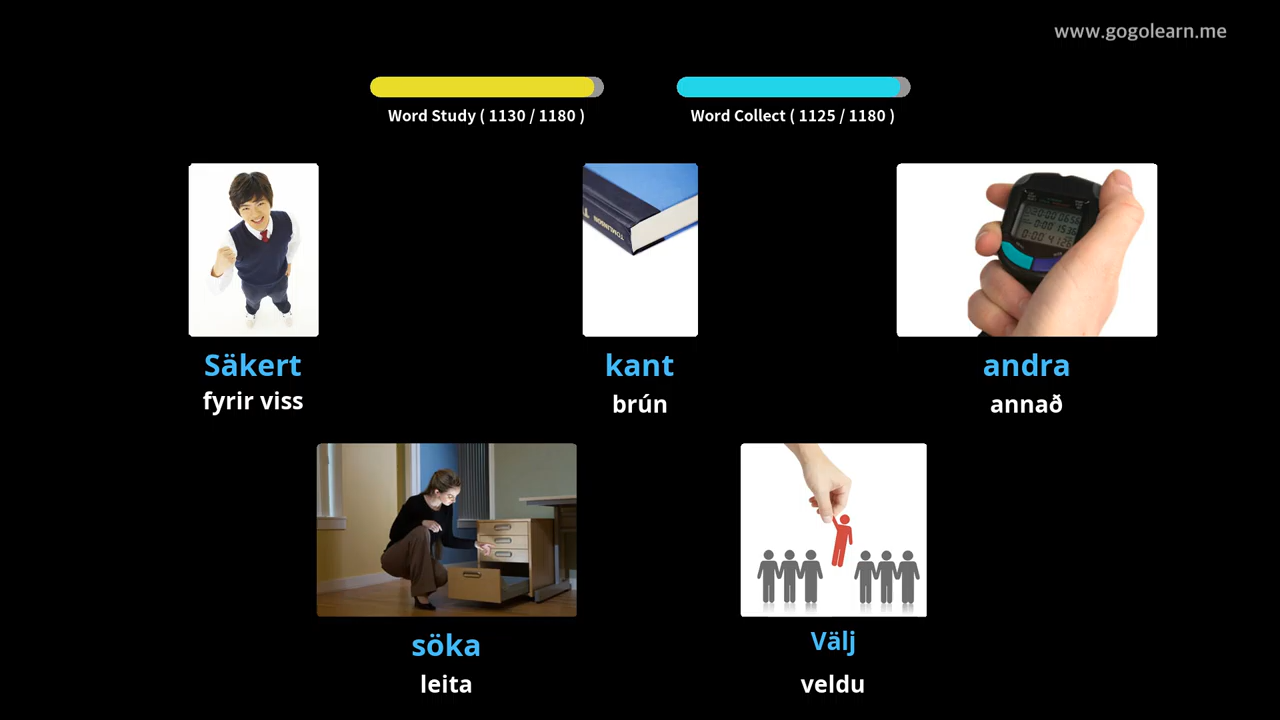 www.gogolearn.me
Word Study ( 1130 / 1180 )
Word Collect ( 1125 / 1180 )
TOMLINSON
Säkert
fyrir viss
kant
brún
andra
annað
söka
leita
Välj
veldu